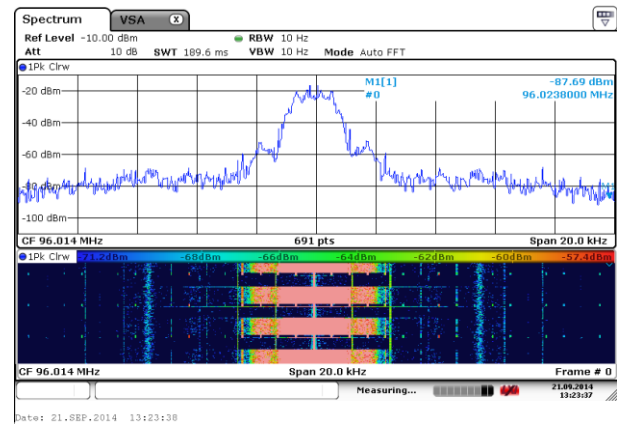 Spectrum VSA X
Ref Level -10.00 dBm RBW 10 Hz
Att 10 dB SWT 189.6 ms VBW 10 Hz Mode Auto FFT
1Pk Clrw
M1[1] -87.69 dBm
#0 96.0238000 MHz
-20 dBm
-40 dBm
-60 dBm
-80 dBm
-100 dBm
CF 96.014 MHz 691 pts Span 20.0 kHz
1Pk Clrw -71.2dBm -68dBm -66dBm -64dBm -62dBm -60dBm -57.4dBm
CF 96.014 MHz Span 20.0 kHz Frame # 0
Measuring... 21.09.2014
13:23:37
Date: 21.SEP.2014 13:23:38